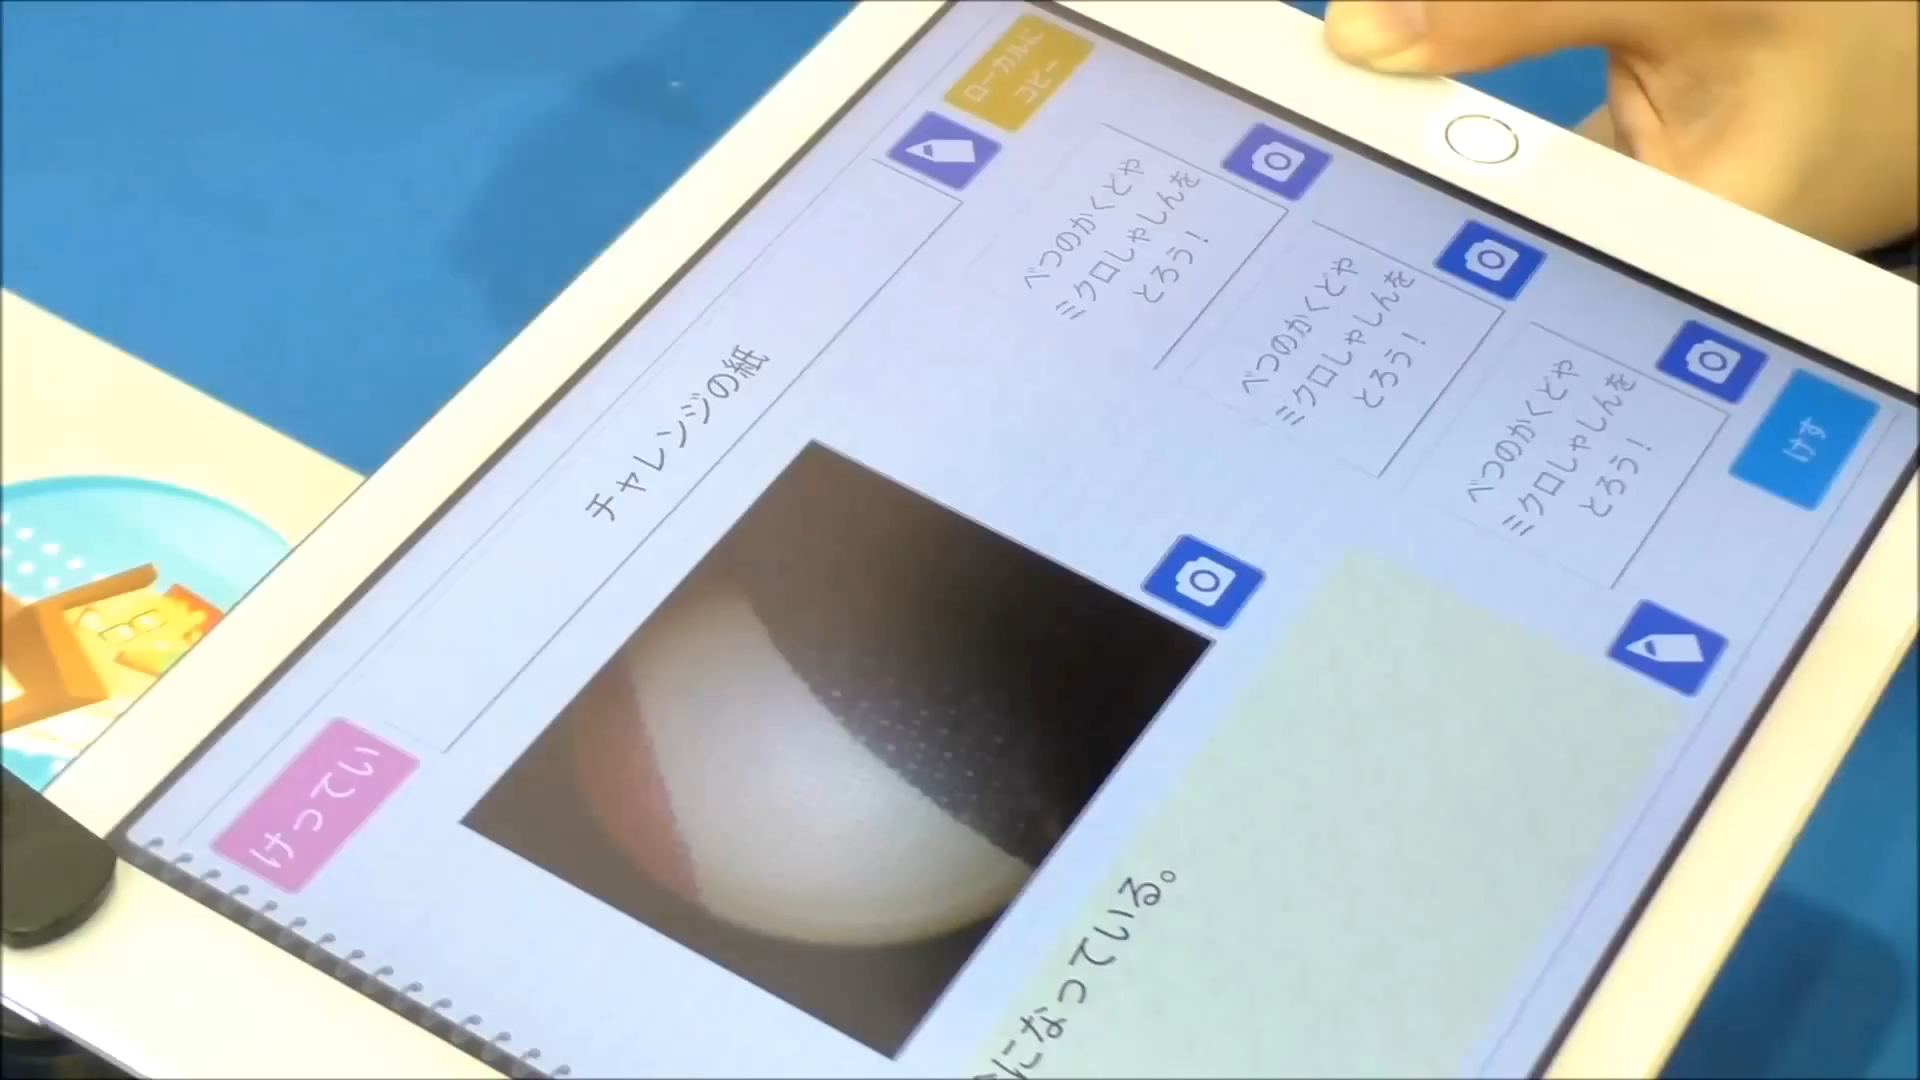 けってい
チャレンジの紙
ローカルに
コピー
べつのかくどや
ミクロしゃしんを
とろう!
べつのかくどや
ミクロしゃしんを
とろう!
べつのかくどや
ミクロしゃしんを
とろう!
になっている。
けす